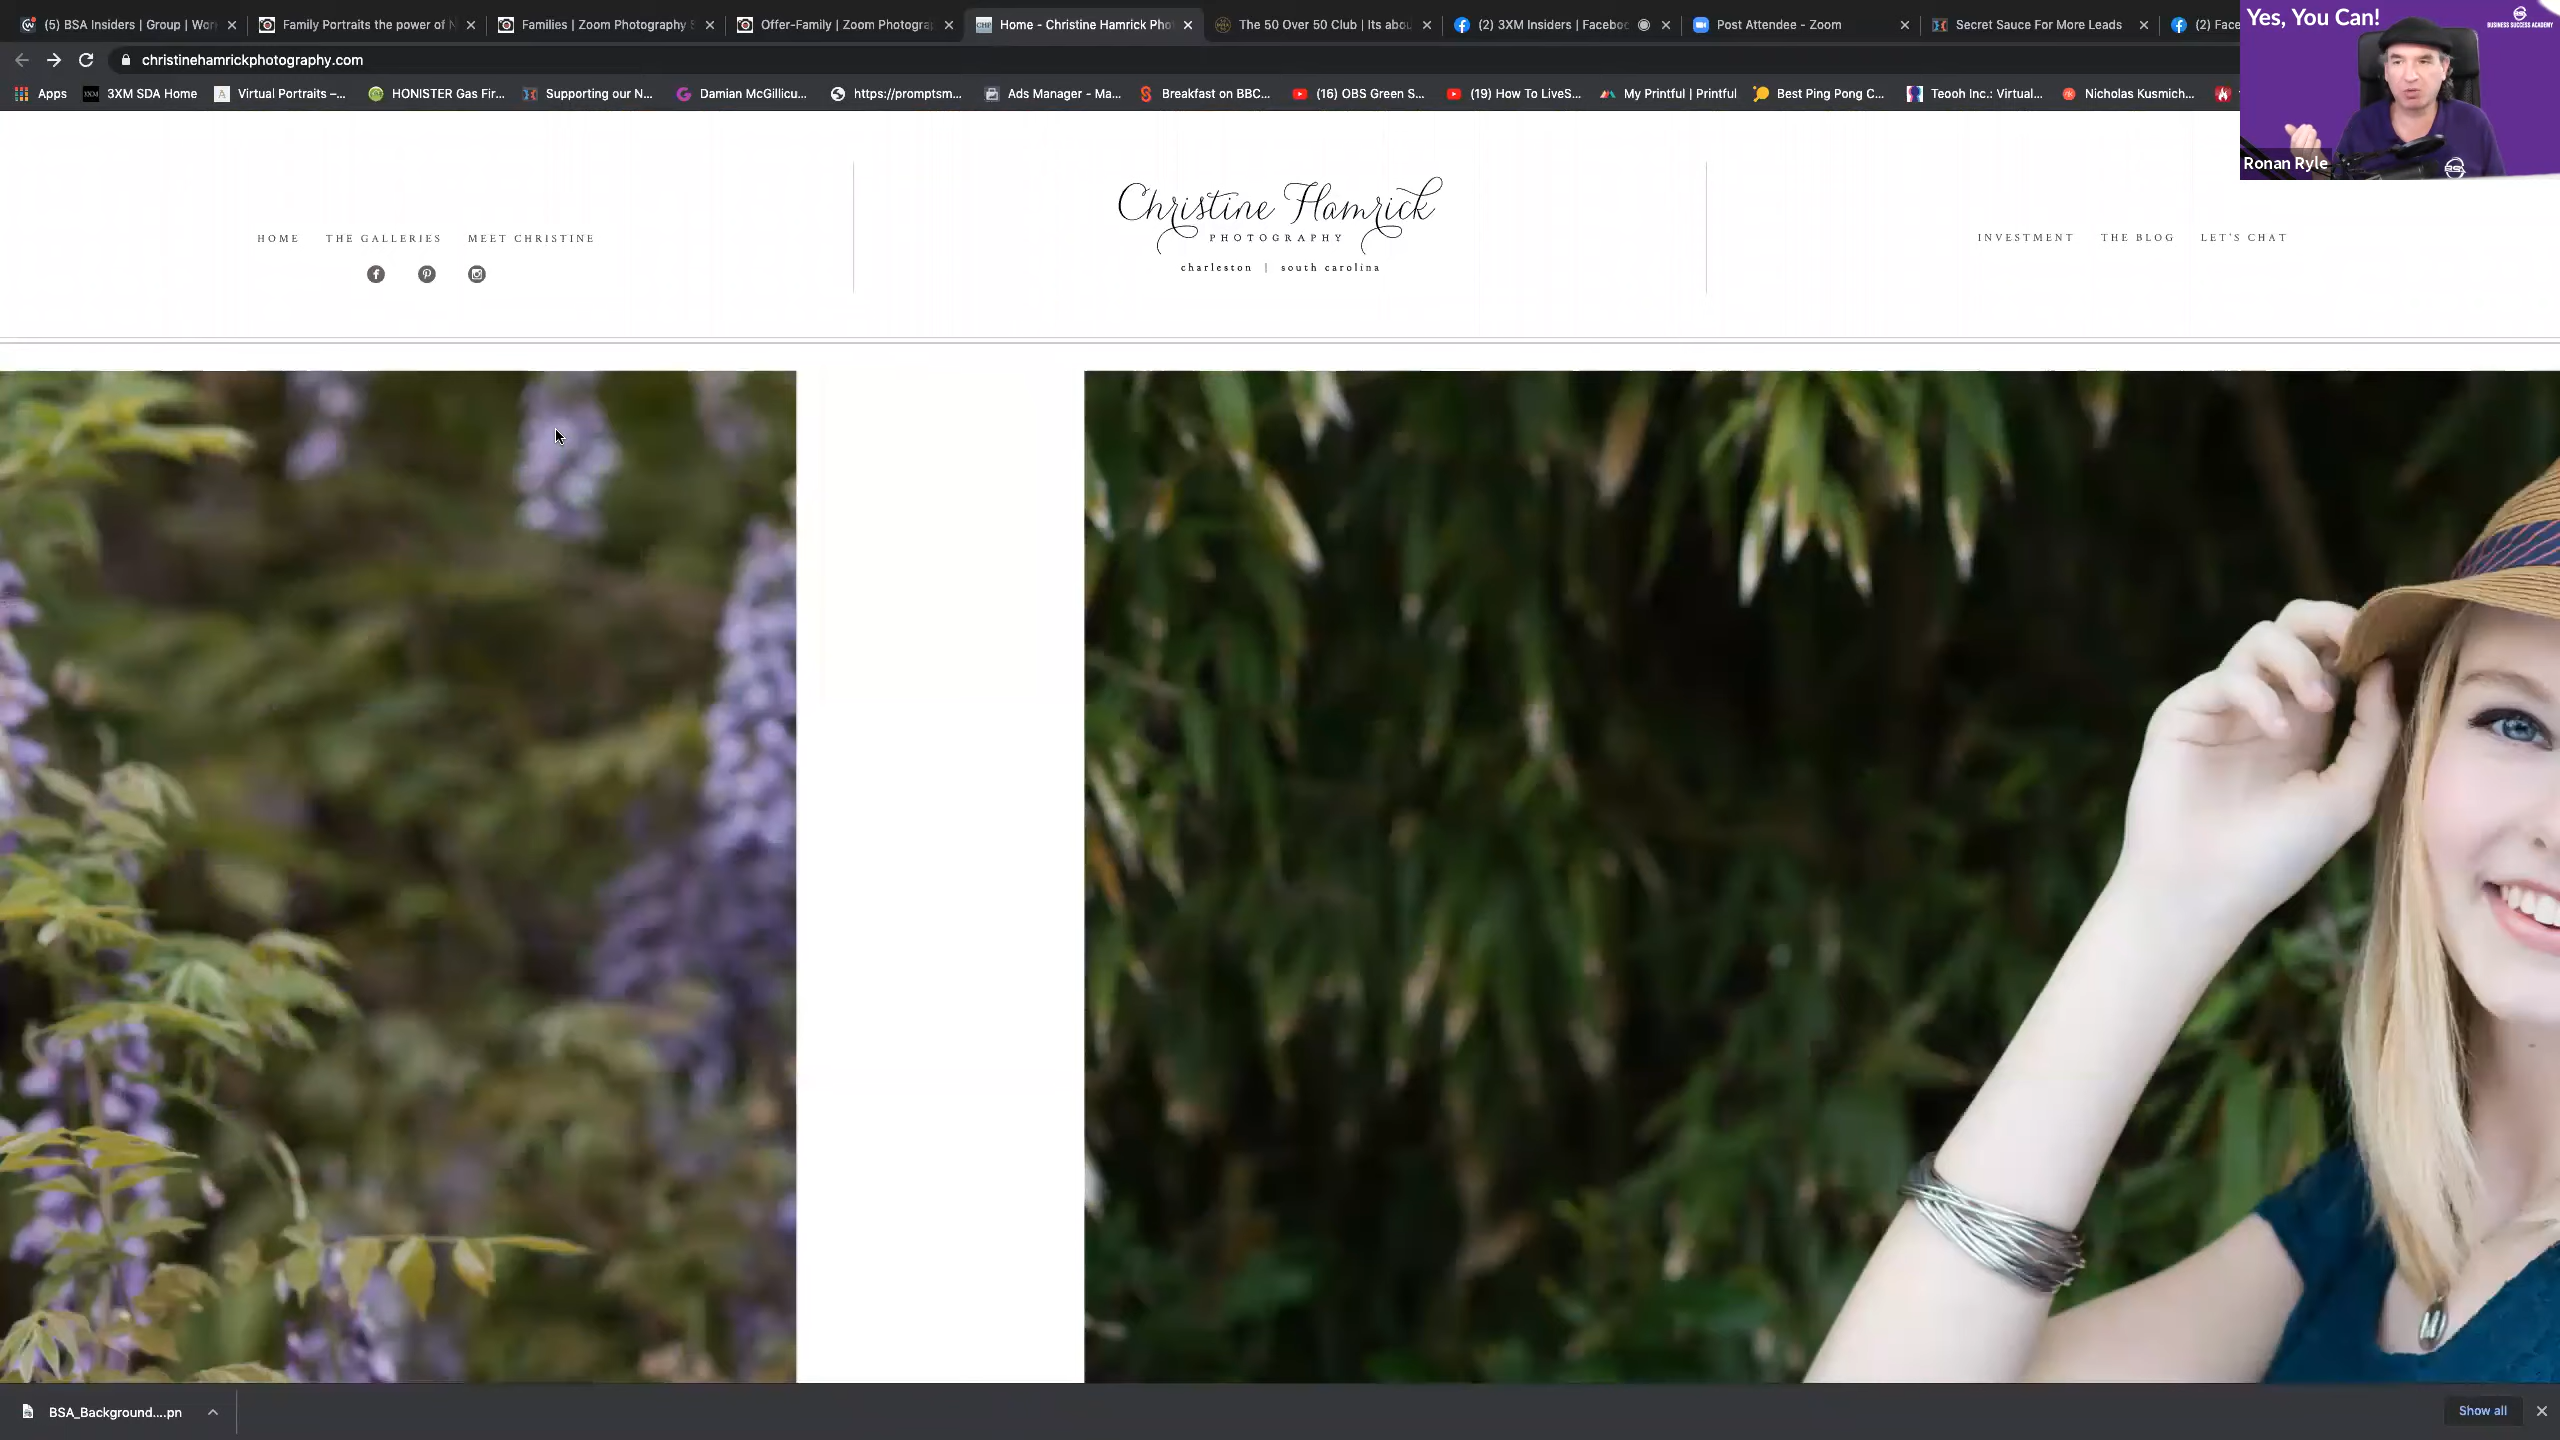 (5) BSA Insiders | Group | Wor
Family Portraits the power of N
Families | Zoom Photography S
Offer-Family | Zoom Photogra
Home - Christine Hamrick Pho
The 50 Over 50 Club | Its abou
(2) 3XM Insiders | Facebo
Post Attendee - Zoom
Secret Sauce For More Leads
(2) Face
Yes, You Can!
BUSINESS SUCCESS ACADEMY
christinehamrickphotography.com
Apps
3XM SDA Home
Virtual Portraits –...
HONISTER Gas Fir...
Supporting our N...
Damian McGillicu...
https://promptsm...
Ads Manager - Ma...
Breakfast on BBC...
(16) OBS Green S...
(19) How To LiveS...
My Printful | Printful
Best Ping Pong C...
Teooh Inc.: Virtual...
Nicholas Kusmich...
Ronan Ryle
HOME THE GALLERIES MEET CHRISTINE
Christine Hamrick
PHOTOGRAPHY
charleston | south carolina
INVESTMENT THE BLOG LET'S CHAT
BSA_Background....pn
Show all